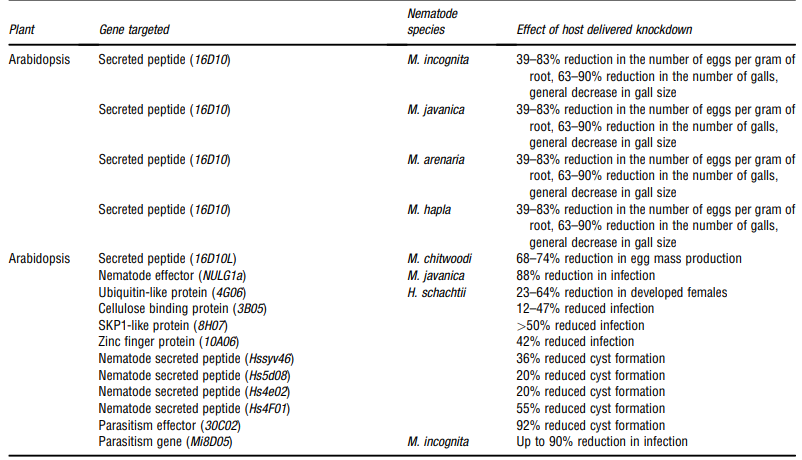 Plant Gene targeted Nematode species Effect of host delivered knockdown
Arabidopsis Secreted peptide (16D10) M. incognita 39–83% reduction in the number of eggs per gram of
root, 63–90% reduction in the number of galls,
general decrease in gall size
Secreted peptide (16D10) M. javanica 39–83% reduction in the number of eggs per gram of
root, 63–90% reduction in the number of galls,
general decrease in gall size
Secreted peptide (16D10) M. arenaria 39–83% reduction in the number of eggs per gram of
root, 63–90% reduction in the number of galls,
general decrease in gall size
Secreted peptide (16D10) M. hapla 39–83% reduction in the number of eggs per gram of
root, 63–90% reduction in the number of galls,
general decrease in gall size
Arabidopsis Secreted peptide (16D10L) M. chitwoodi 68–74% reduction in egg mass production
Nematode effector (NULG1a) M. javanica 88% reduction in infection
Ubiquitin-like protein (4G06) H. schachtii 23–64% reduction in developed females
Cellulose binding protein (3B05) 12–47% reduced infection
SKP1-like protein (8H07) >50% reduced infection
Zinc finger protein (10A06) 42% reduced infection
Nematode secreted peptide (Hssyv46) 36% reduced cyst formation
Nematode secreted peptide (Hs5d08) 20% reduced cyst formation
Nematode secreted peptide (Hs4e02) 20% reduced cyst formation
Nematode secreted peptide (Hs4F01) 55% reduced cyst formation
Parasitism effector (30C02) 92% reduced cyst formation
Parasitism gene (Mi8D05) M. incognita Up to 90% reduction in infection